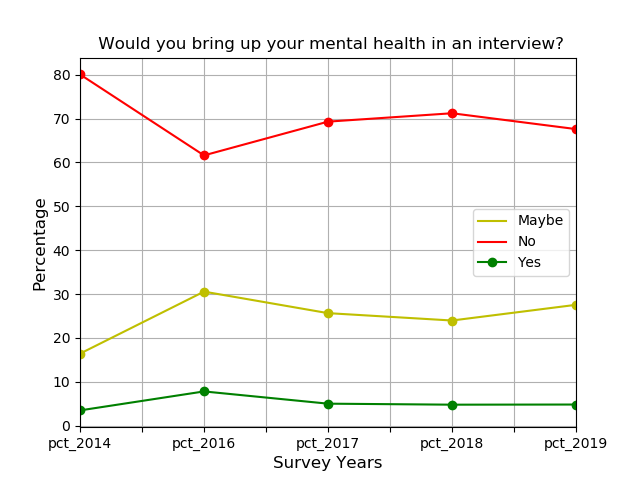 Would you bring up your mental health in an interview?
80
70
60
50
40
30
20
10
0
Percentage
Maybe
No
Yes
pct_2014 pct_2016 pct_2017 pct_2018 pct_2019
Survey Years